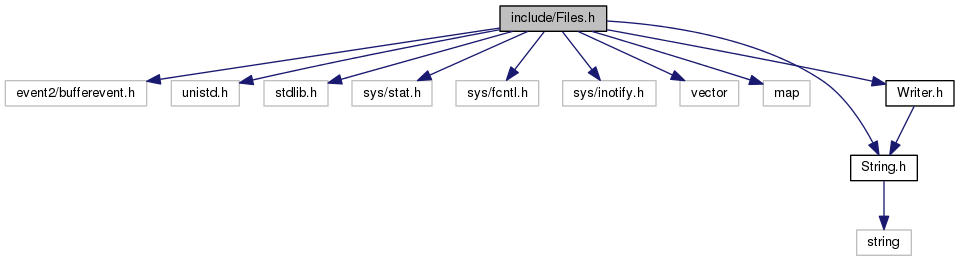 include/Files.h
event2/bufferevent.h
unistd.h
stdlib.h
sys/stat.h
sys/fcntl.h
sys/inotify.h
vector
map
Writer.h
String.h
string